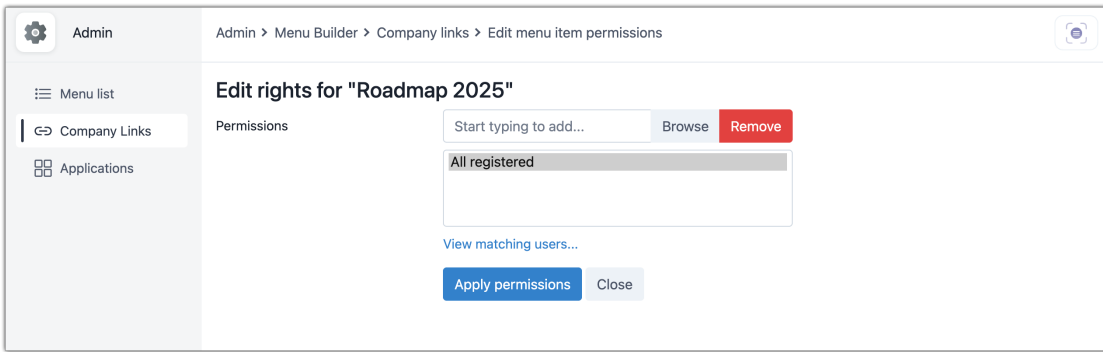 Admin
Admin > Menu Builder > Company links > Edit menu item permissions
Menu list
Company Links
Applications
Edit rights for "Roadmap 2025"
Permissions
Start typing to add...
Browse
Remove
All registered
View matching users...
Apply permissions
Close